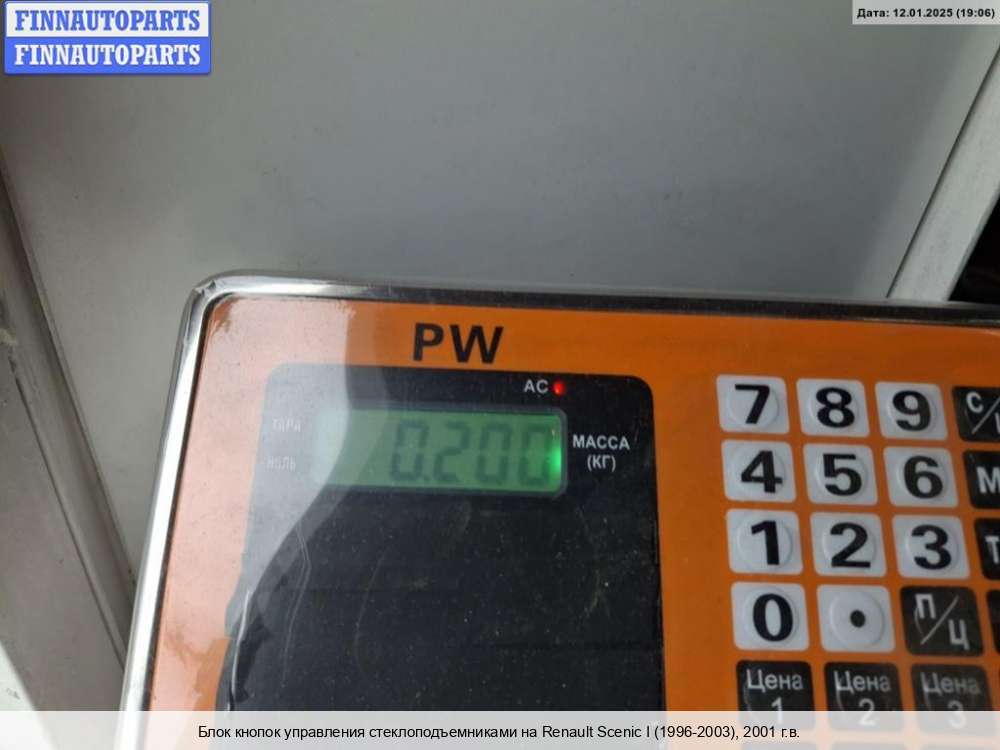 FINNAUTOPARTS
FINNAUTOPARTS
Дата: 12.01.2025 (19:06)
PW
AC
ТАРА
НОЛЬ
0.200
МАССА
(КГ)
7 8 9 С/
4 5 6 М
1 2 3 Т
0 . П/Ц
Цена 1 Цена 2 Цена 3
Блок кнопок управления стеклоподъемниками на Renault Scenic I (1996-2003), 2001 г.в.